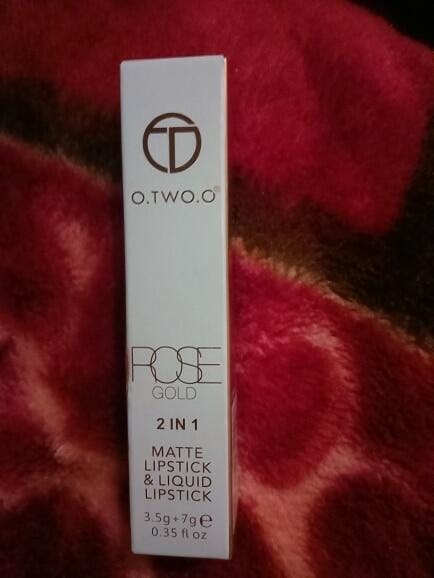 O.TWO.O®
ROSE
GOLD
2 IN 1
MATTE
LIPSTICK
& LIQUID
LIPSTICK
3.5g+7g℮
0.35 fl oz